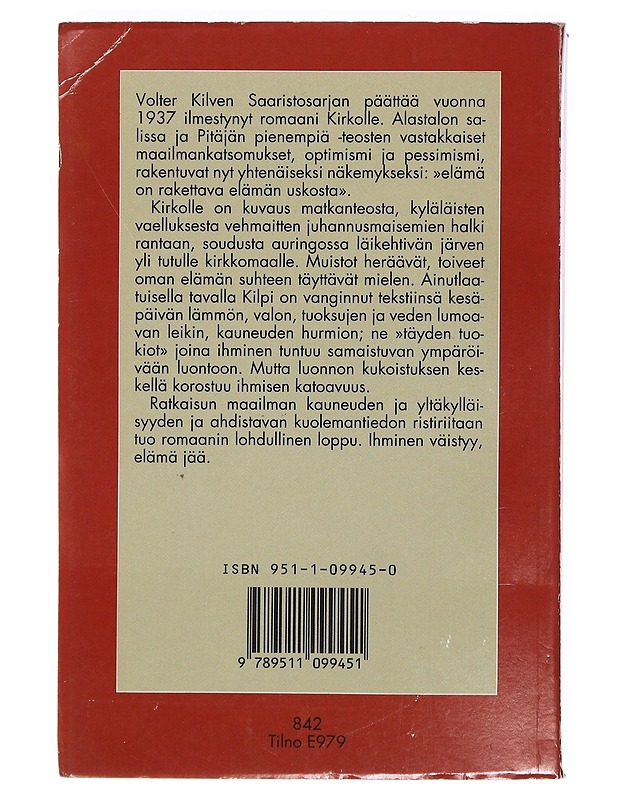 Volter Kilven Saaristosarjan päättää vuonna
1937 ilmestynyt romaani Kirkolle. Alastalon sa-
lissa ja Pitäjän pienempiä -teosten vastakkaiset
maailmankatsomukset, optimismi ja pessimismi,
rakentuvat nyt yhtenäiseksi näkemykseksi: »elämä
on rakettava elämän uskosta».
Kirkolle on kuvaus matkanteosta, kyläläisten
vaelluksesta vehmaitten juhannusmaisemien halki
rantaan, soudusta auringossa läikehtivän järven
yli tutulle kirkkomaalle. Muistot heräävät, toiveet
oman elämän suhteen täyttävät mielen. Ainutlaa-
tuisella tavalla Kilpi on vanginnut tekstiinsä kesä-
päivän lämmön, valon, tuoksujen ja veden lumoa-
van leikin, kauneuden hurmion; ne »täyden tuo-
kiot» joina ihminen tuntuu samaistuvan ympäröi-
vään luontoon. Mutta luonnon kukoistuksen kes-
kellä korostuu ihmisen katoavuus.
Ratkaisun maailman kauneuden ja yltäkylläi-
syyden ja ahdistavan kuolemantiedon ristiriitaan
tuo romaanin lohdullinen loppu. Ihminen väistyy,
elämä jää.
ISBN 951-1-09945-0
9 789511 099451
842
Tilno E979